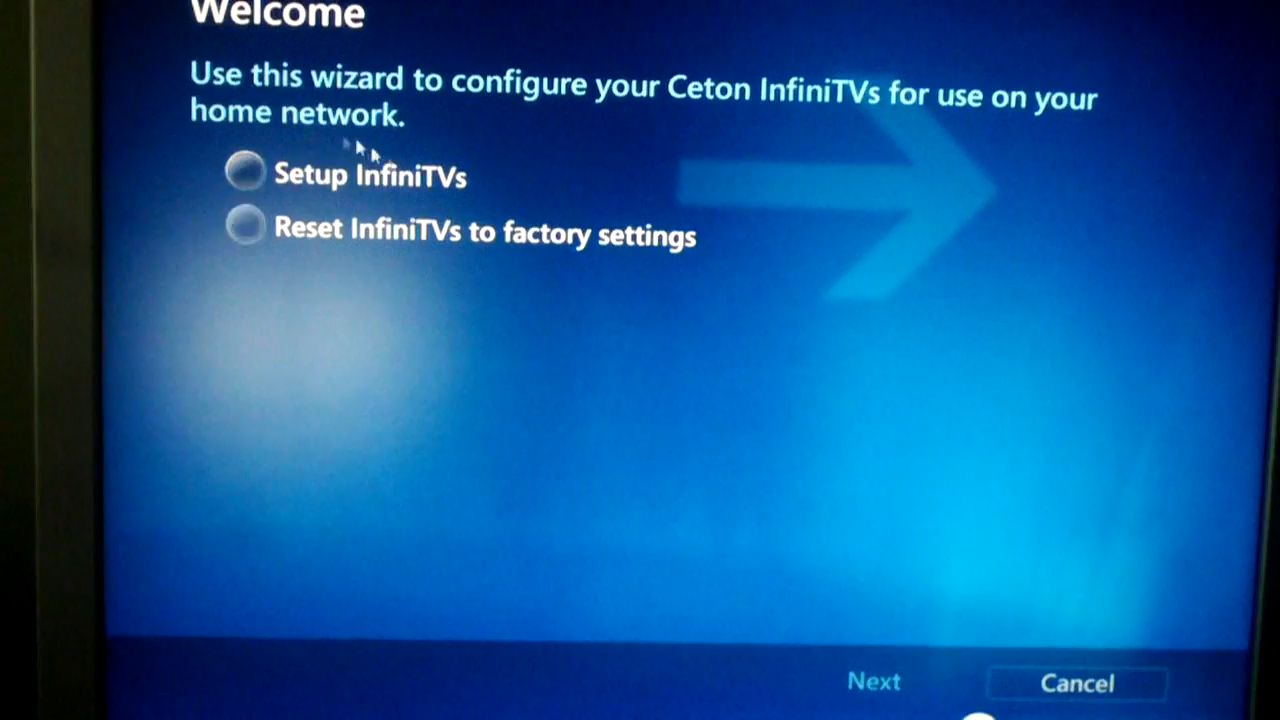 Welcome
Use this wizard to configure your Ceton InfiniTVs for use on your
home network.
Setup InfiniTVs
Reset InfiniTVs to factory settings
Next
Cancel